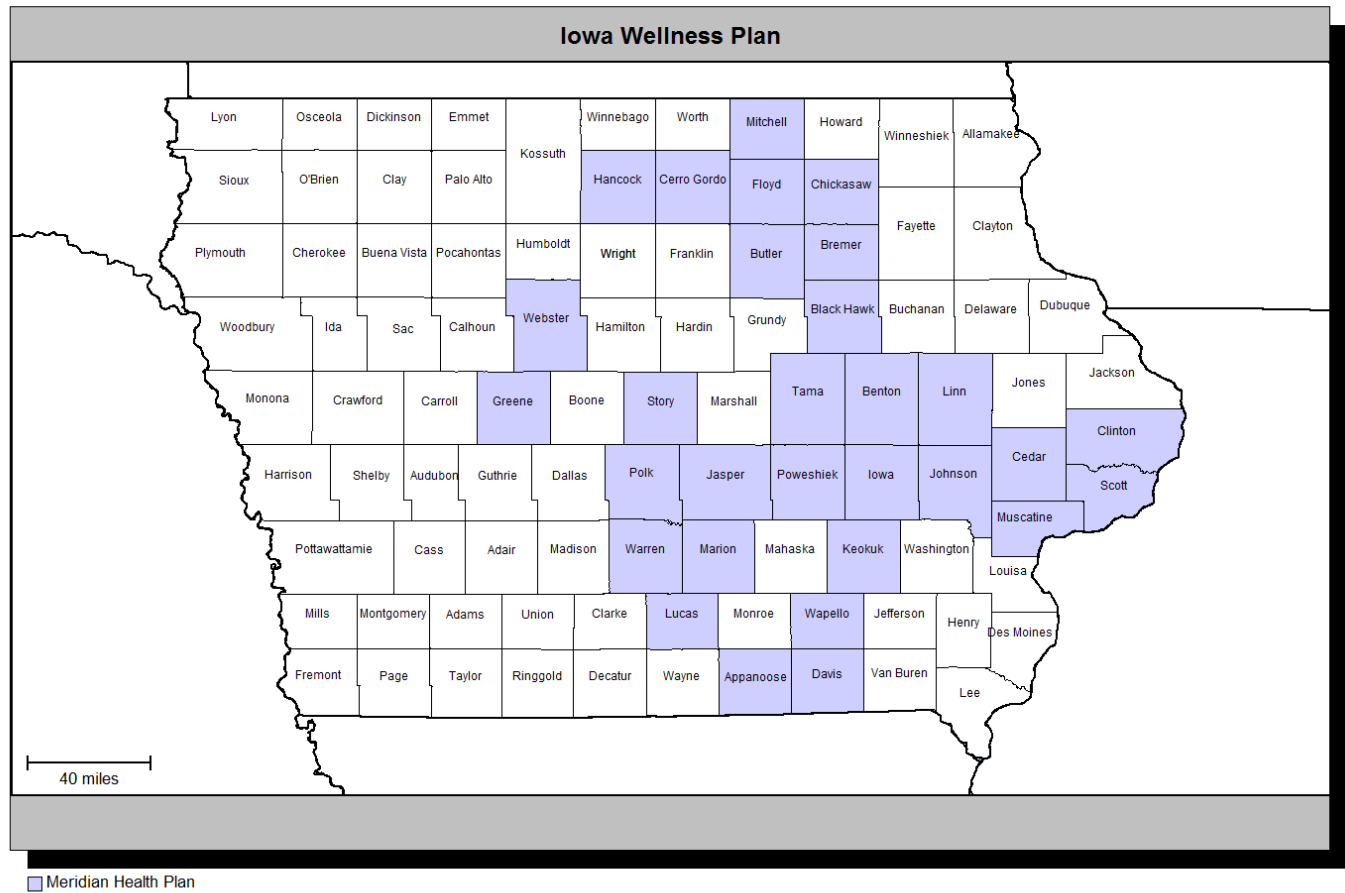 Iowa Wellness Plan
Lyon Osceola Dickinson Emmet Winnebago Worth Mitchell Howard Winneshiek Allamakee
Kossuth
Sioux O'Brien Clay Palo Alto Hancock Cerro Gordo Floyd Chickasaw
Fayette Clayton
Plymouth Cherokee Buena Vista Pocahontas Humboldt Wright Franklin Butler Bremer
Woodbury Ida Sac Calhoun Webster Hamilton Hardin Grundy Black Hawk Buchanan Delaware Dubuque
Monona Crawford Carroll Greene Boone Story Marshall Tama Benton Linn Jones Jackson
Clinton
Harrison Shelby Audubon Guthrie Dallas Polk Jasper Poweshiek Iowa Johnson Cedar Scott
Muscatine
Pottawattamie Cass Adair Madison Warren Marion Mahaska Keokuk Washington Louisa
Mills Montgomery Adams Union Clarke Lucas Monroe Wapello Jefferson Henry Des Moines
Fremont Page Taylor Ringgold Decatur Wayne Appanoose Davis Van Buren Lee
40 miles
Meridian Health Plan